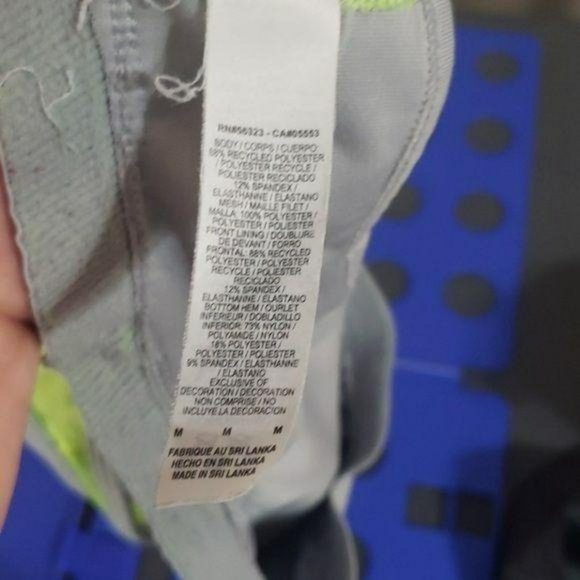 RN#56323 - CA#05553
BODY / CORPS / CUERPO:
88% RECYCLED POLYESTER
/ POLYESTER RECYCLE /
POLIESTER RECICLADO
12% SPANDEX /
ELASTHANNE / ELASTANO
MESH / MAILLE FILET /
MALLA: 100% POLYESTER /
POLYESTER / POLIESTER
FRONT LINING / DOUBLURE
DE DEVANT / FORRO
FRONTAL: 88% RECYCLED
POLYESTER / POLYESTER
RECYCLE / POLIESTER
RECICLADO
12% SPANDEX /
ELASTHANNE / ELASTANO
BOTTOM HEM / OURLET
INFERIEUR / DOBLADILLO
INFERIOR: 73% NYLON /
POLYAMIDE / NYLON
18% POLYESTER /
POLYESTER / POLIESTER
9% SPANDEX / ELASTHANNE
/ ELASTANO
EXCLUSIVE OF
DECORATION / DECORATION
NON COMPRISE / NO
INCLUYE LA DECORACION
M M M
FABRIQUE AU SRI LANKA
HECHO EN SRI LANKA
MADE IN SRI LANKA